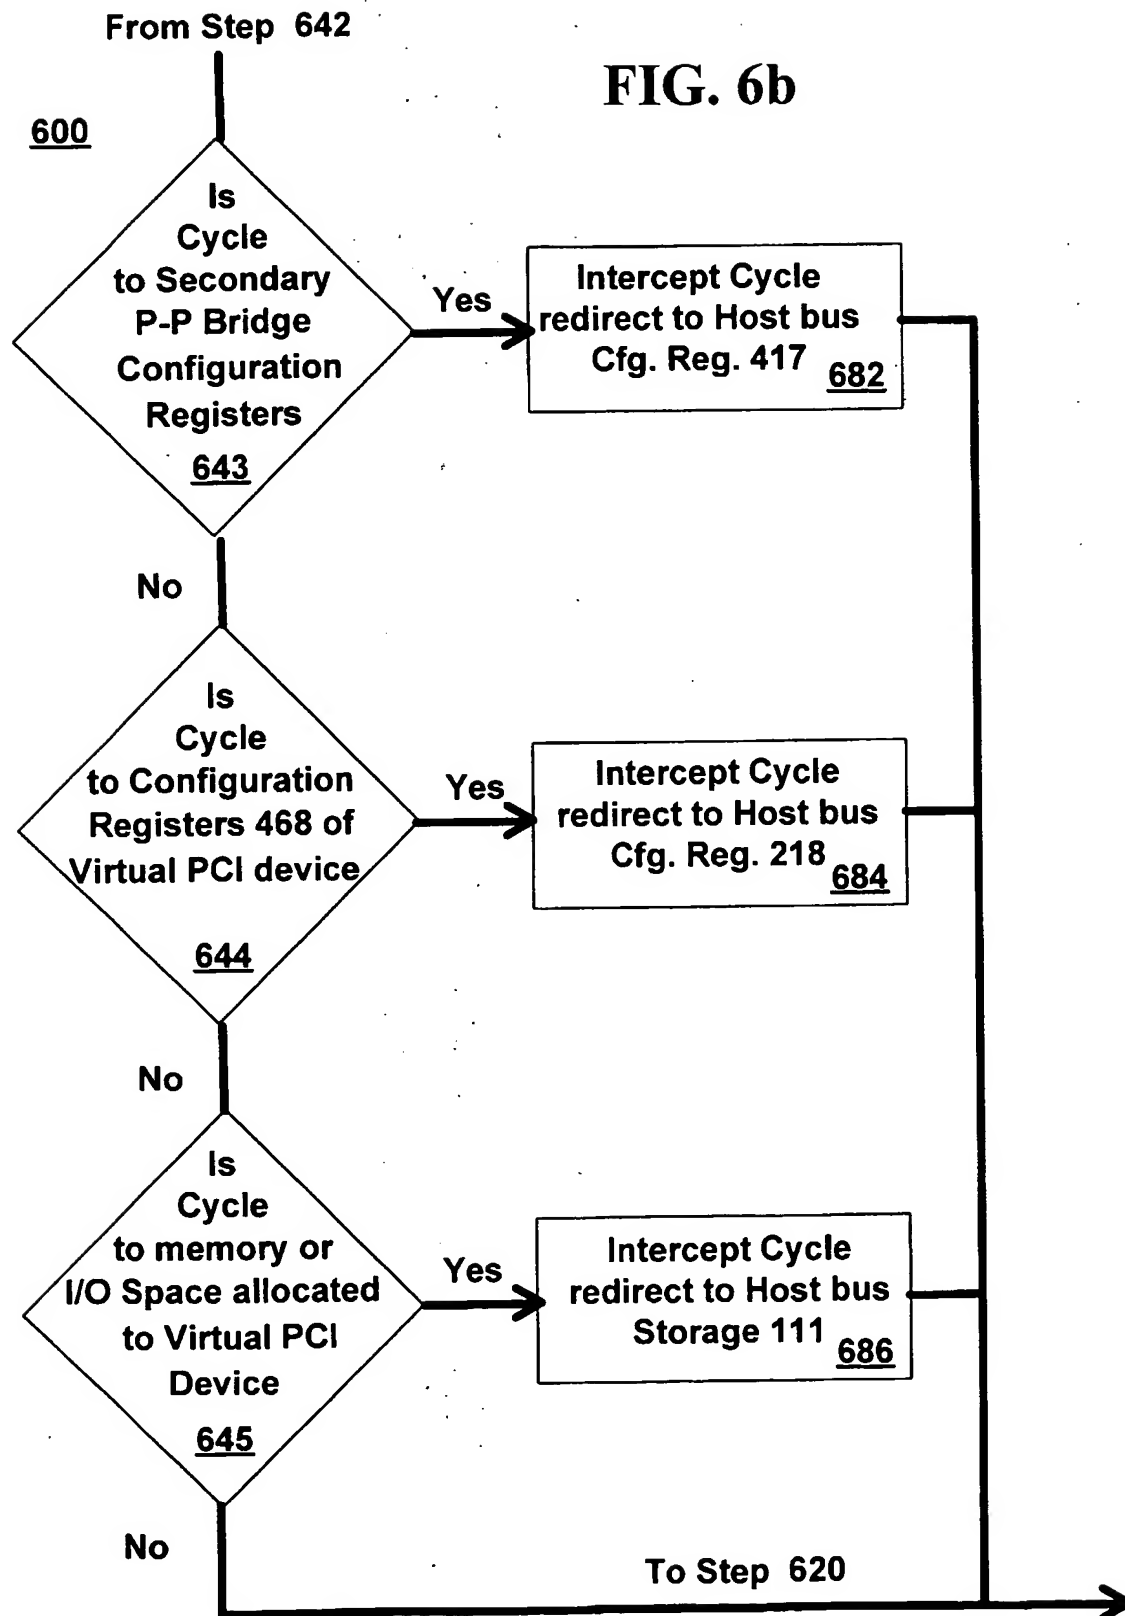 From Step 642
FIG. 6b
600
Is
Cycle
to Secondary
P-P Bridge
Configuration
Registers
643
Yes
Intercept Cycle
redirect to Host bus
Cfg. Reg. 417
682
No
Is
Cycle
to Configuration
Registers 468 of
Virtual PCI device
644
Yes
Intercept Cycle
redirect to Host bus
Cfg. Reg. 218
684
No
Is
Cycle
to memory or
I/O Space allocated
to Virtual PCI
Device
645
Yes
Intercept Cycle
redirect to Host bus
Storage 111
686
No
To Step 620